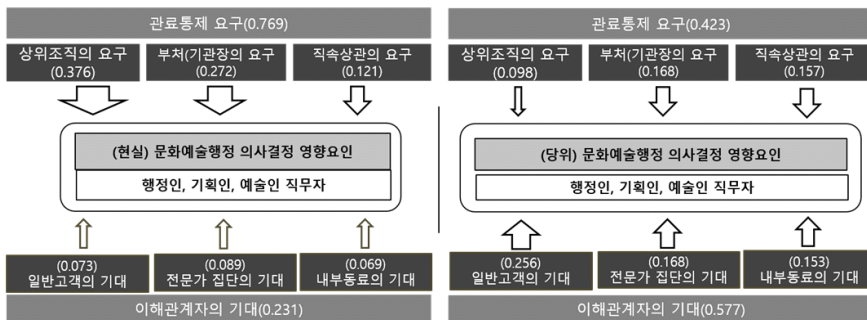 관료통제 요구(0.769)
상위조직의 요구
(0.376)
부처(기관장의 요구
(0.272)
직속상관의 요구
(0.121)
(현실) 문화예술행정 의사결정 영향요인
행정인, 기획인, 예술인 직무자
(0.073)
일반고객의 기대
(0.089)
전문가 집단의 기대
(0.069)
내부동료의 기대
이해관계자의 기대(0.231)
관료통제 요구(0.423)
상위조직의 요구
(0.098)
부처(기관장의 요구
(0.168)
직속상관의 요구
(0.157)
(당위) 문화예술행정 의사결정 영향요인
행정인, 기획인, 예술인 직무자
(0.256)
일반고객의 기대
(0.168)
전문가 집단의 기대
(0.153)
내부동료의 기대
이해관계자의 기대(0.577)